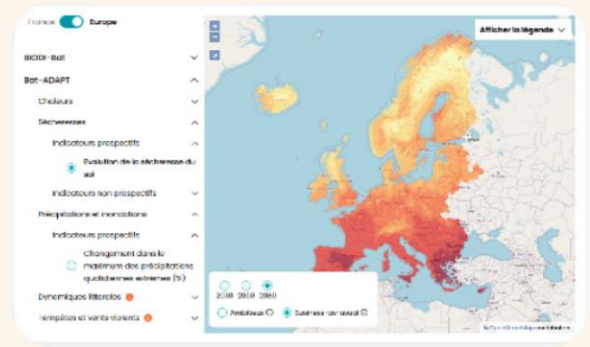 France Europe
BIODI-Bat
Bat-ADAPT
Chaleurs
Sécheresses
Indicateurs prospectifs
Evolution de la sécheresse du
sol
Indicateurs non prospectifs
Précipitations et inondations
Indicateurs prospectifs
Changement dans le
maximum des précipitations
quotidiennes extrêmes (%)
Dynamiques littorales
Tempêtes et vents violents
Afficher la légende
2030 2050 2080
Ambitieux Business as usual